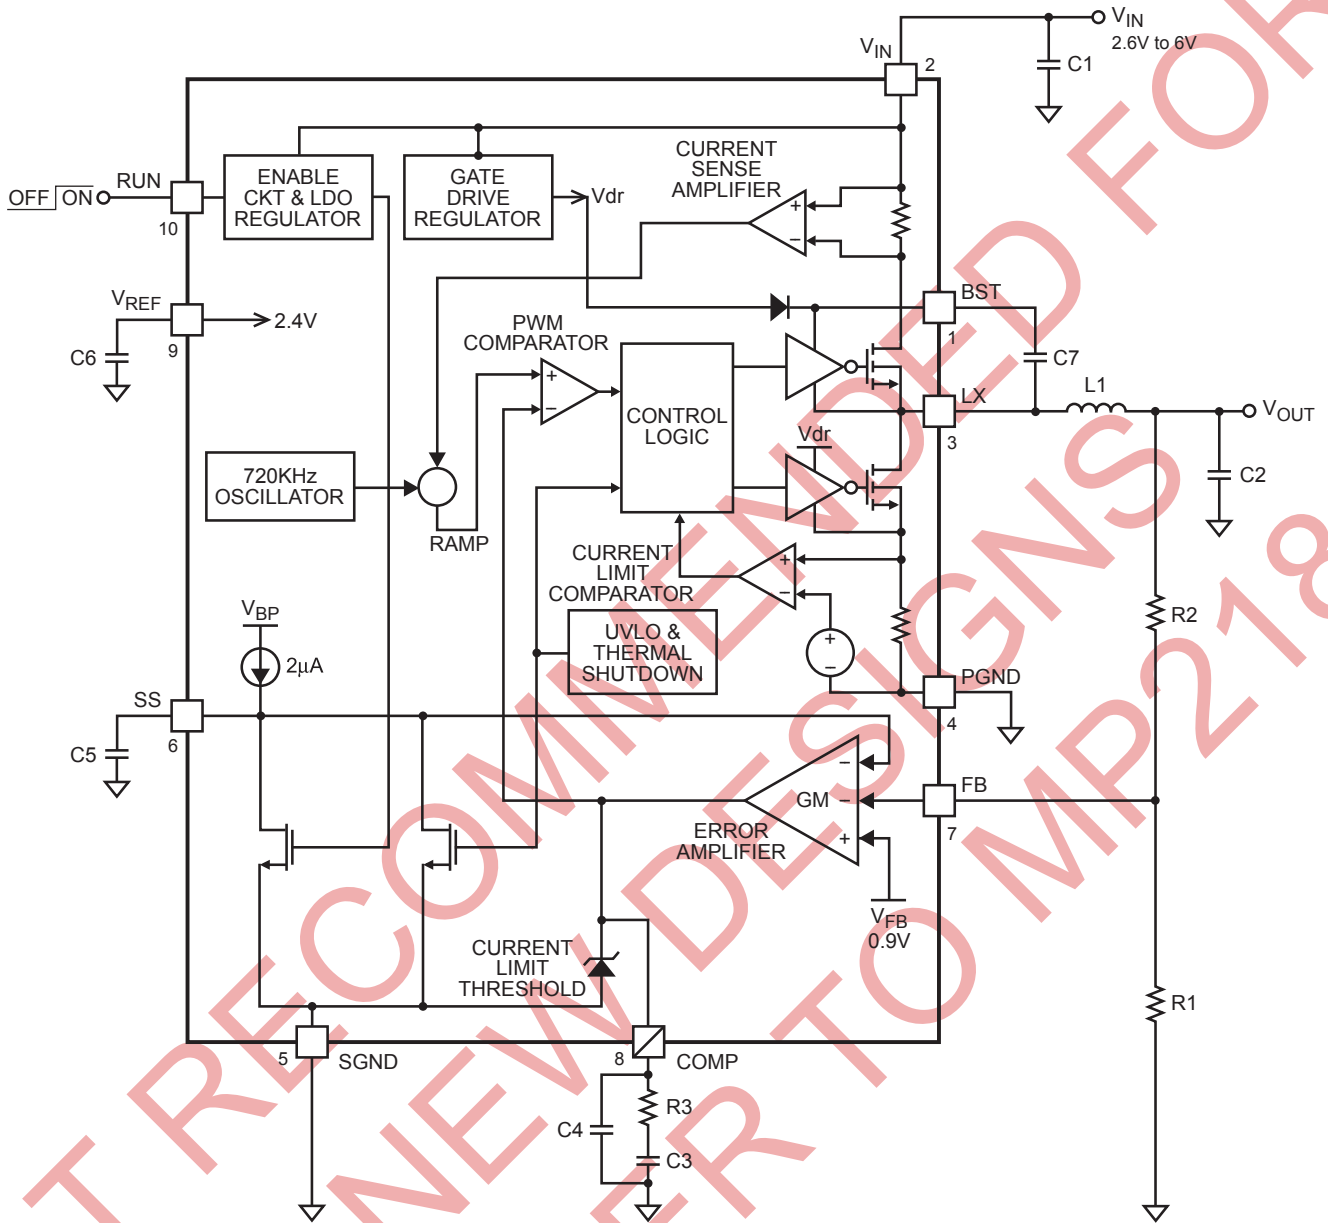 VIN
2.6V to 6V
VIN
2
C1
CURRENT
SENSE
AMPLIFIER
RUN
OFF ON
10
ENABLE
CKT & LDO
REGULATOR
GATE
DRIVE
REGULATOR
Vdr
+
−
VREF
9
2.4V
C6
BST
1
C7
PWM
COMPARATOR
+
−
CONTROL
LOGIC
LX
3
L1
VOUT
C2
Vdr
720KHz
OSCILLATOR
RAMP
CURRENT
LIMIT
COMPARATOR
+
−
+
−
UVLO &
THERMAL
SHUTDOWN
VBP
2µA
SS
6
C5
PGND
4
R2
−
GM −
+
ERROR
AMPLIFIER
FB
7
VFB
0.9V
CURRENT
LIMIT
THRESHOLD
R1
5
SGND
8
COMP
C4
R3
C3
T RECOMMENDED FOR
NEW DESIGNS
ER TO MP218